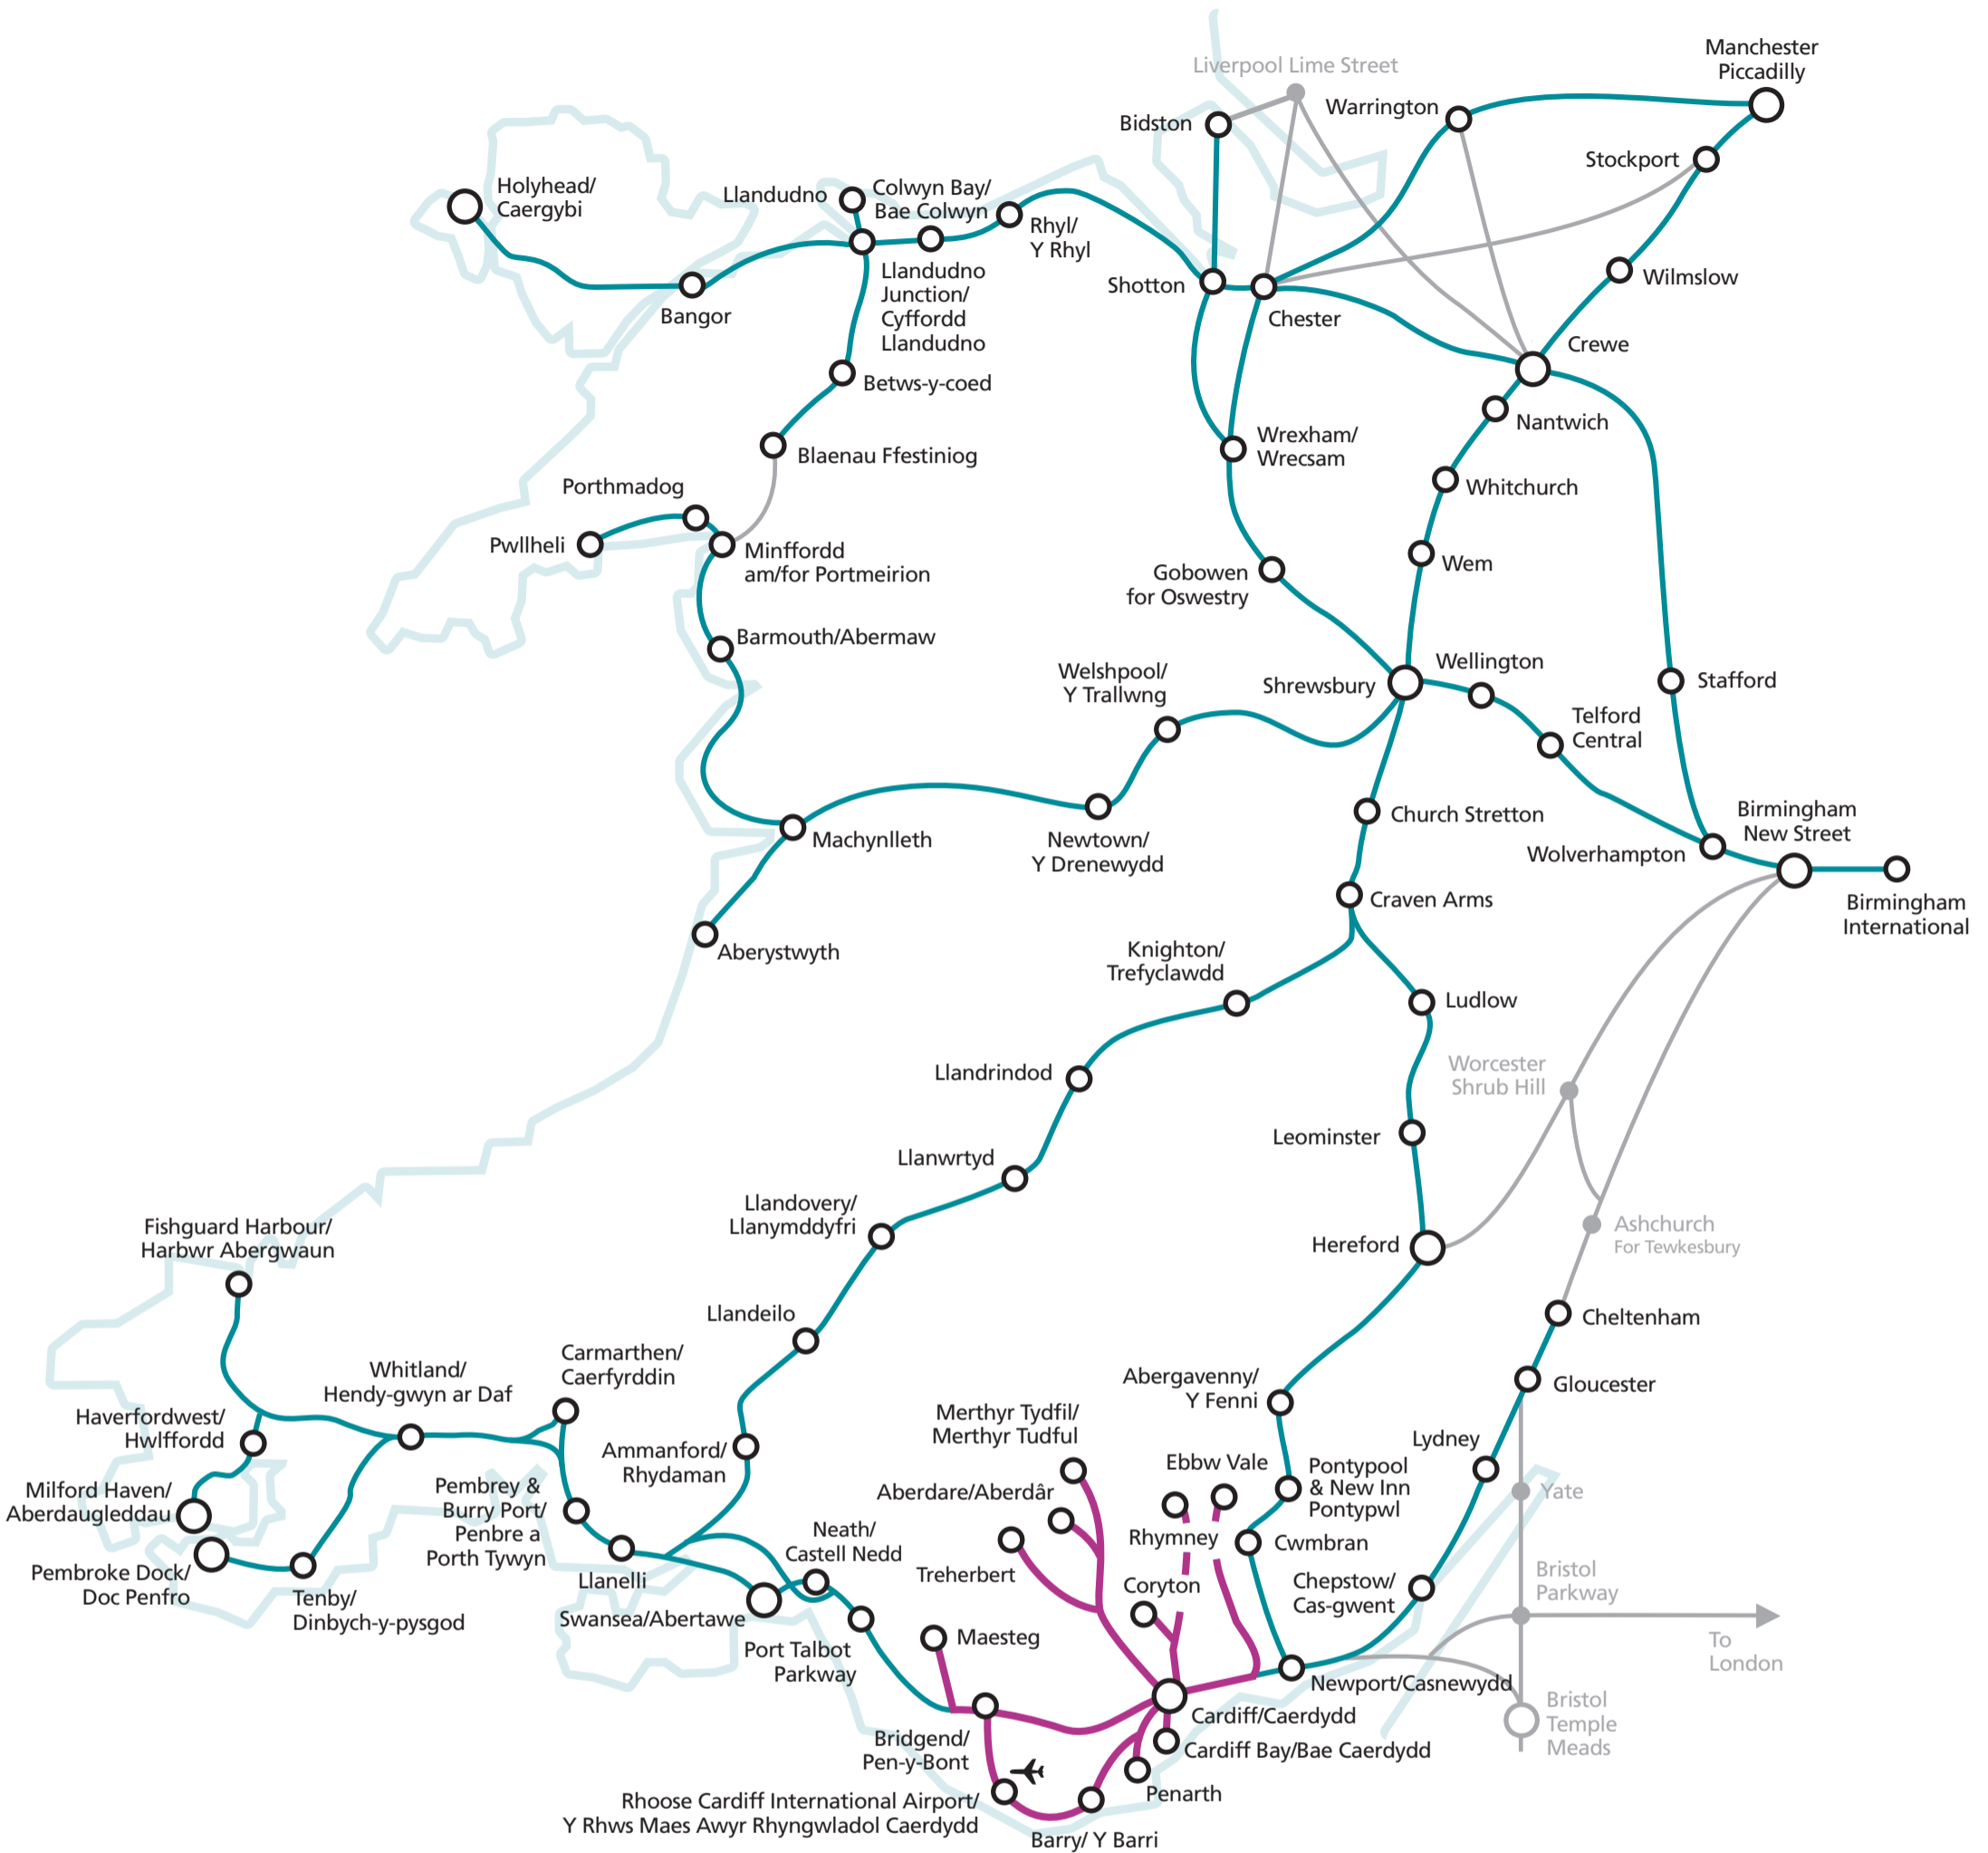 Manchester
Piccadilly
Liverpool Lime Street
Warrington
Bidston
Stockport
Holyhead/
Caergybi
Llandudno
Colwyn Bay/
Bae Colwyn
Rhyl/
Y Rhyl
Llandudno
Junction/
Cyffordd
Llandudno
Shotton
Wilmslow
Bangor
Chester
Crewe
Betws-y-coed
Nantwich
Wrexham/
Wrecsam
Blaenau Ffestiniog
Whitchurch
Porthmadog
Pwllheli
Minffordd
am/for Portmeirion
Wem
Gobowen
for Oswestry
Barmouth/Abermaw
Welshpool/
Y Trallwng
Shrewsbury
Wellington
Stafford
Telford
Central
Birmingham
New Street
Machynlleth
Newtown/
Y Drenewydd
Church Stretton
Wolverhampton
Craven Arms
Birmingham
International
Aberystwyth
Knighton/
Trefyclawdd
Ludlow
Worcester
Shrub Hill
Llandrindod
Leominster
Llanwrtyd
Llandovery/
Llanymddyfri
Fishguard Harbour/
Harbwr Abergwaun
Hereford
Ashchurch
For Tewkesbury
Llandeilo
Cheltenham
Carmarthen/
Caerfyrddin
Whitland/
Hendy-gwyn ar Daf
Abergavenny/
Y Fenni
Gloucester
Haverfordwest/
Hwlffordd
Merthyr Tydfil/
Merthyr Tudful
Ammanford/
Rhydaman
Lydney
Ebbw Vale
Pontypool
& New Inn
Pontypwl
Milford Haven/
Aberdaugleddau
Pembrey &
Burry Port/
Penbre a
Porth Tywyn
Aberdare/Aberdâr
Yate
Neath/
Castell Nedd
Rhymney
Cwmbran
Pembroke Dock/
Doc Penfro
Tenby/
Dinbych-y-pysgod
Llanelli
Treherbert
Coryton
Chepstow/
Cas-gwent
Bristol
Parkway
Swansea/Abertawe
Port Talbot
Parkway
Maesteg
To
London
Newport/Casnewydd
Cardiff/Caerdydd
Bristol
Temple
Meads
Bridgend/
Pen-y-Bont
Cardiff Bay/Bae Caerdydd
Penarth
Rhoose Cardiff International Airport/
Y Rhws Maes Awyr Rhyngwladol Caerdydd
Barry/ Y Barri